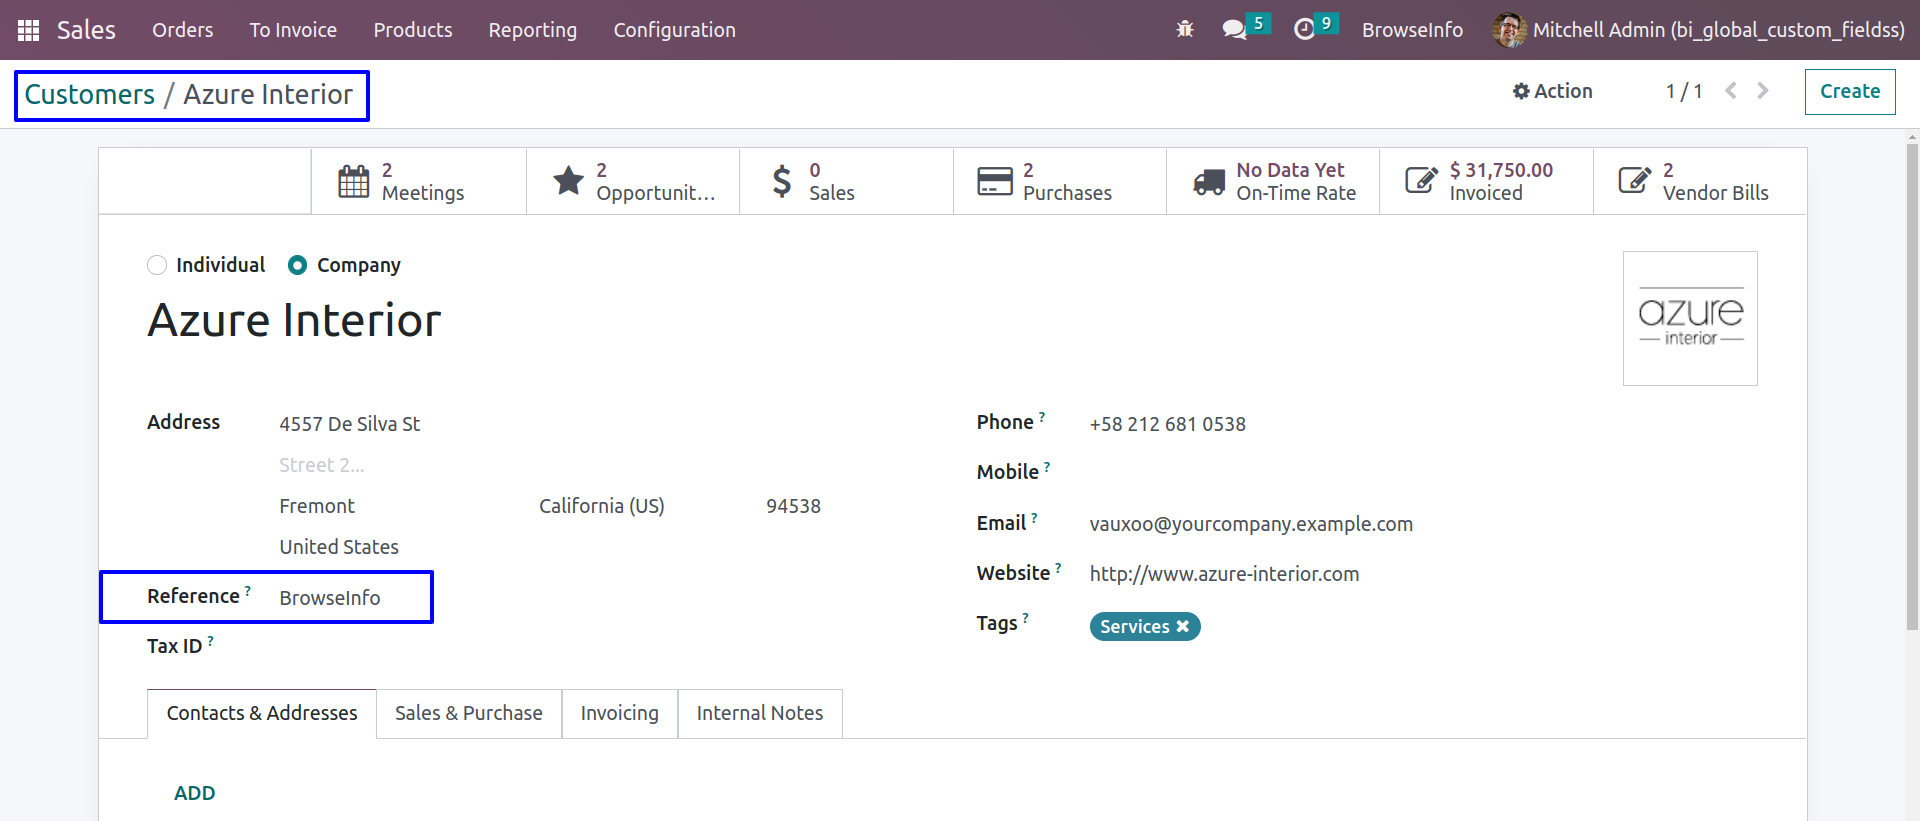 Sales Orders To Invoice Products Reporting Configuration 5 9 BrowseInfo Mitchell Admin (bi_global_custom_fieldss)
Customers / Azure Interior Action 1 / 1 Create
2 Meetings
2 Opportunit...
$ 0 Sales
2 Purchases
No Data Yet On-Time Rate
$ 31,750.00 Invoiced
2 Vendor Bills
Individual Company
Azure Interior
azure
interior
Address 4557 De Silva St
Street 2...
Fremont California (US) 94538
United States
Reference ? BrowseInfo
Tax ID ?
Phone ? +58 212 681 0538
Mobile ?
Email ? vauxoo@yourcompany.example.com
Website ? http://www.azure-interior.com
Tags ? Services
Contacts & Addresses Sales & Purchase Invoicing Internal Notes
ADD